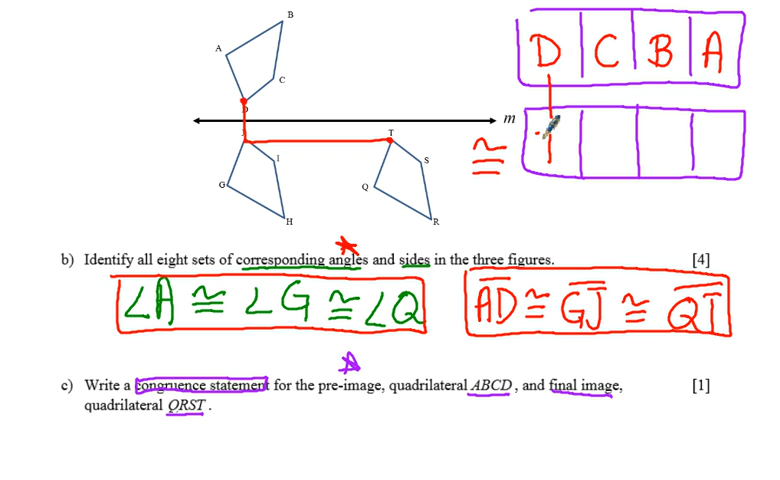 B
A
D C B A
C
D
m
J
T
≅
I
S
G
Q
H
R
b) Identify all eight sets of corresponding angles and sides in the three figures. [4]
∠A ≅ ∠G ≅ ∠Q AD ≅ GJ ≅ QT
c) Write a congruence statement for the pre-image, quadrilateral ABCD, and final image, [1]
quadrilateral QRST.